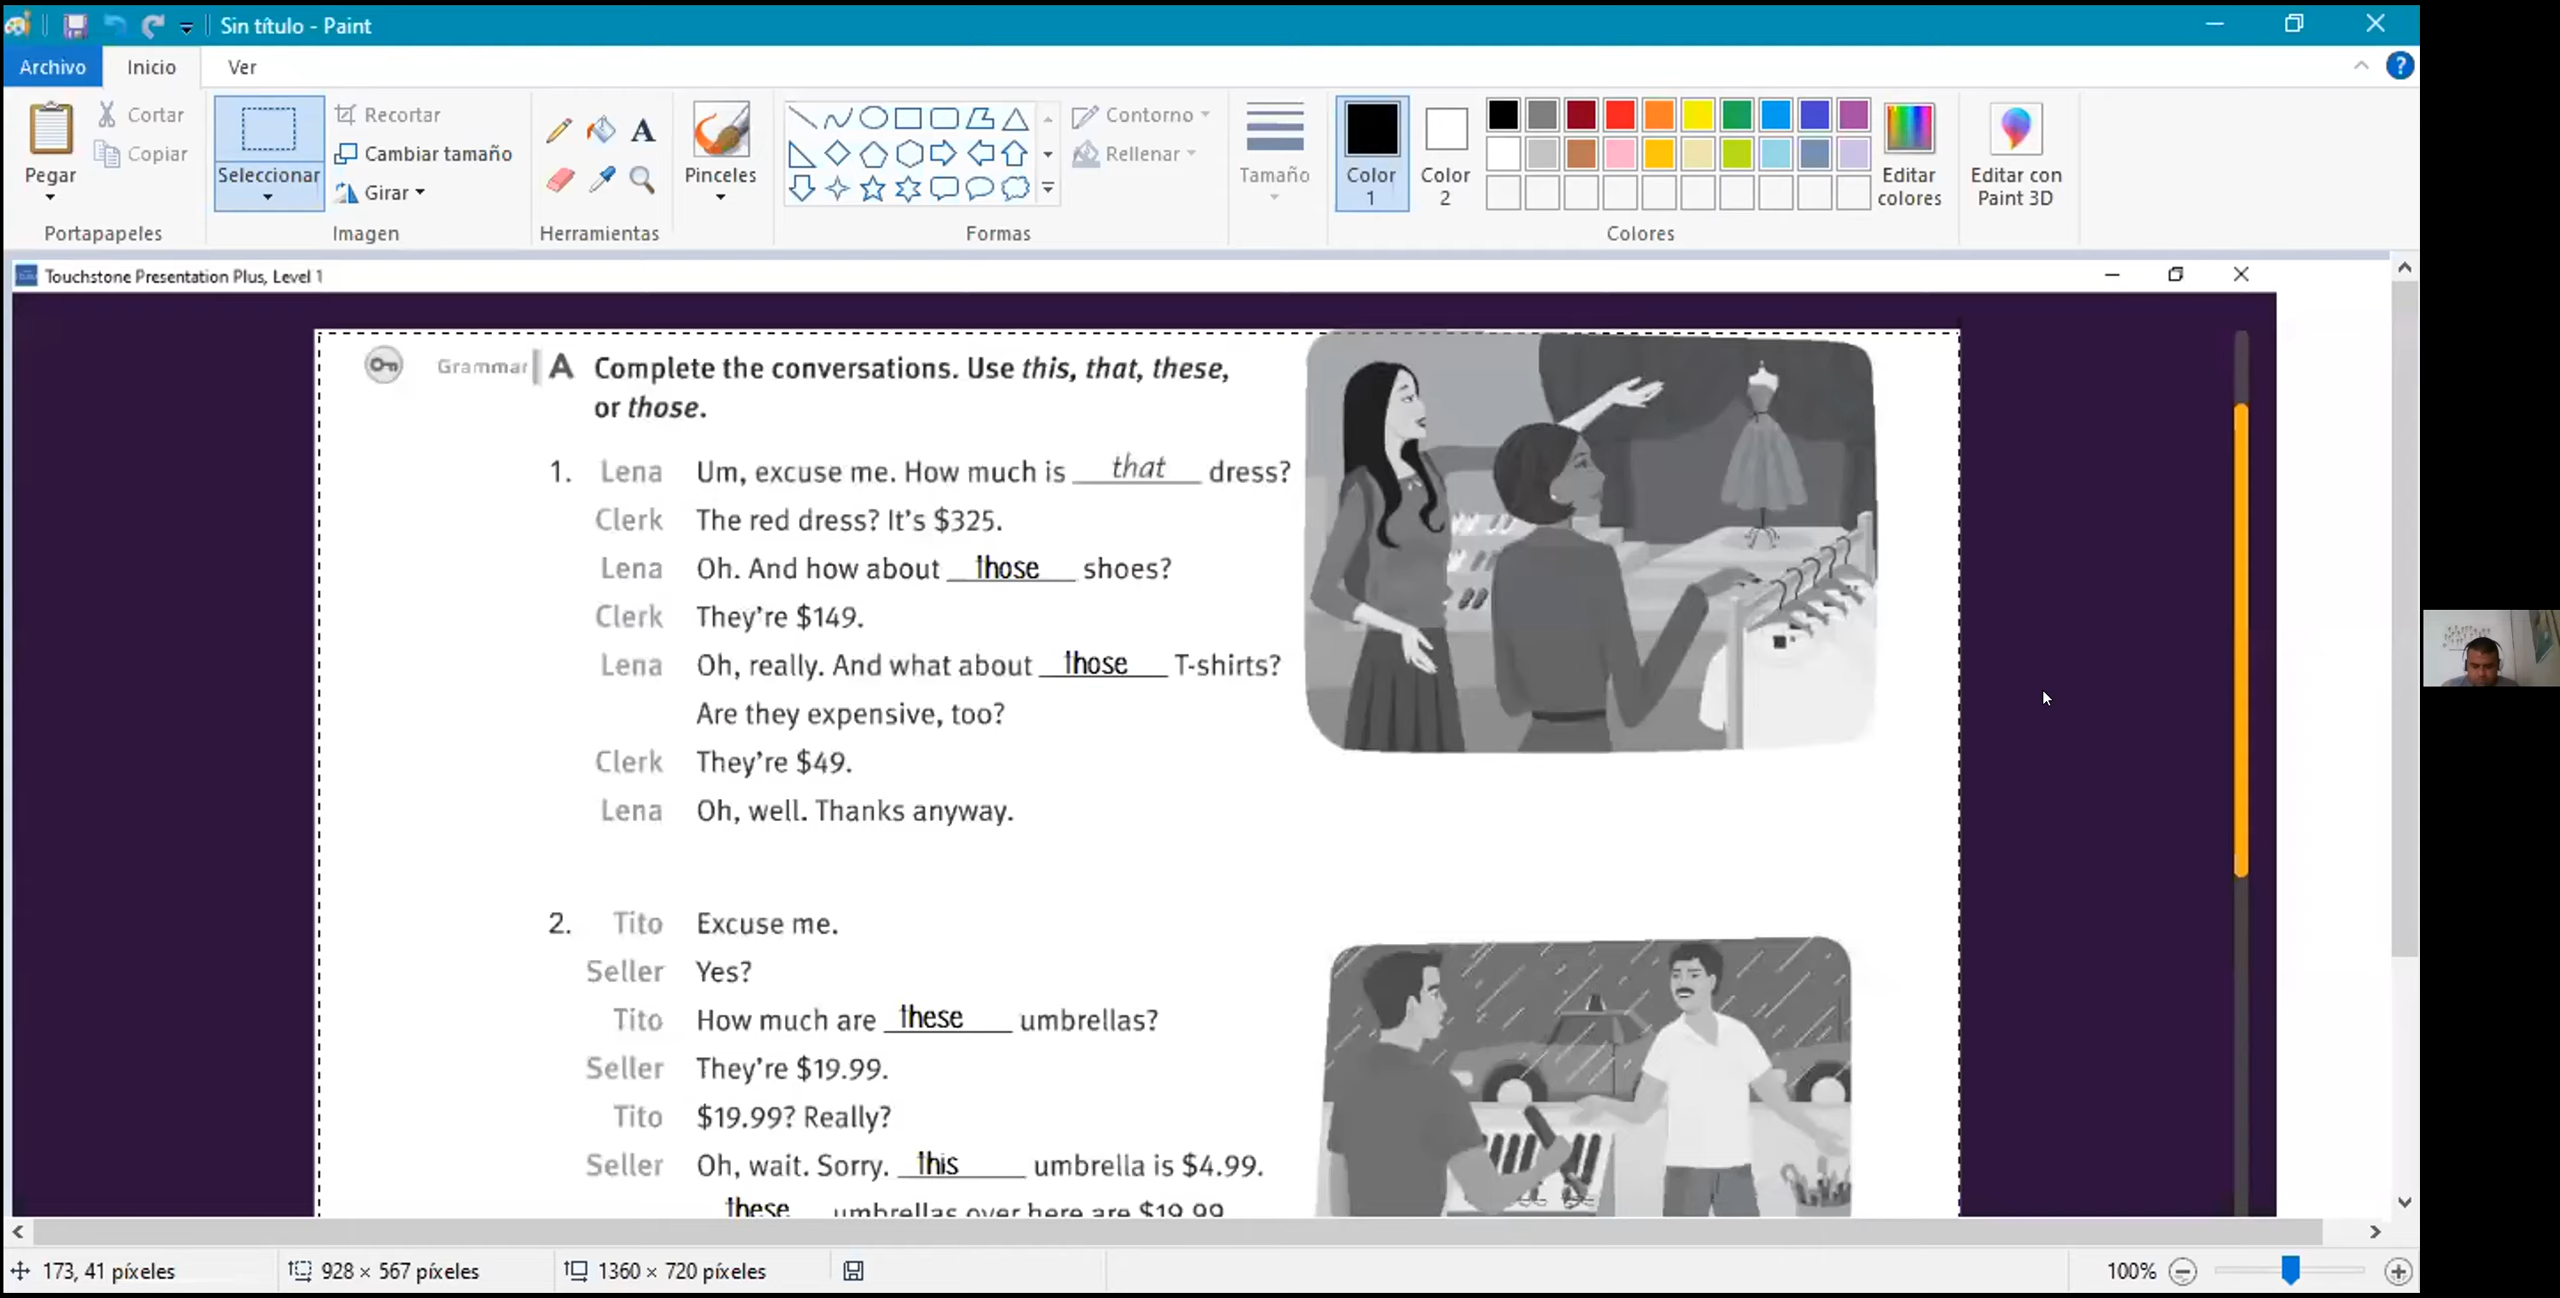 Sin título - Paint
Archivo Inicio Ver
Pegar Cortar Copiar
Portapapeles
Seleccionar Recortar Cambiar tamaño Girar
Imagen
A
Herramientas
Pinceles
Formas
Contorno Rellenar
Tamaño
Color 1 Color 2
Editar colores
Colores
Editar con Paint 3D
Touchstone Presentation Plus, Level 1
Grammar A Complete the conversations. Use this, that, these,
or those.
1. Lena Um, excuse me. How much is that dress?
Clerk The red dress? It's $325.
Lena Oh. And how about those shoes?
Clerk They're $149.
Lena Oh, really. And what about those T-shirts?
Are they expensive, too?
Clerk They're $49.
Lena Oh, well. Thanks anyway.
2. Tito Excuse me.
Seller Yes?
Tito How much are these umbrellas?
Seller They're $19.99.
Tito $19.99? Really?
Seller Oh, wait. Sorry. this umbrella is $4.99.
these umbrellas over here are $19.99
173, 41 píxeles 928 × 567 píxeles 1360 × 720 píxeles 100%